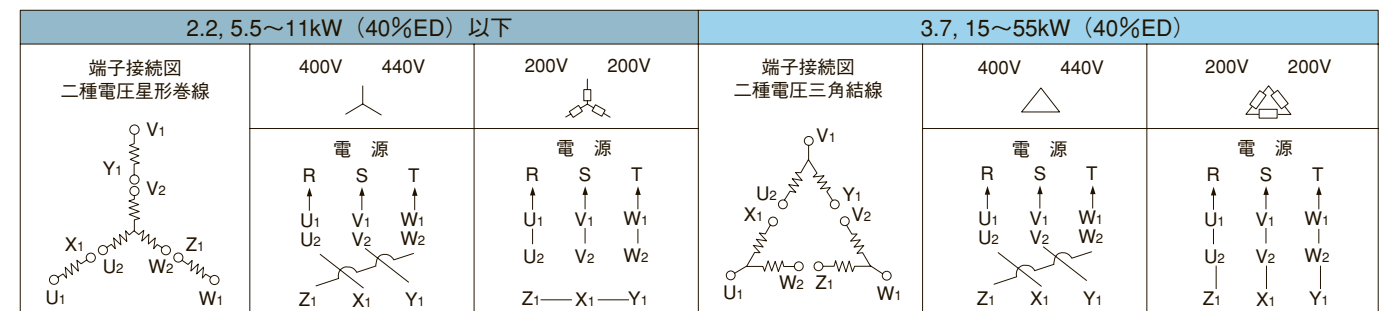 2.2, 5.5～11kW（40%ED）以下
3.7, 15～55kW（40%ED）
端子接続図
二種電圧星形巻線
V1
Y1
V2
X1
U2
W2
Z1
U1
W1
400V 440V
電 源
R S T
U1 V1 W1
U2 V2 W2
Z1 X1 Y1
200V 200V
電 源
R S T
U1 V1 W1
U2 V2 W2
Z1 X1 Y1
端子接続図
二種電圧三角結線
V1
U2 Y1
X1 V2
W2 Z1
U1 W1
400V 440V
電 源
R S T
U1 V1 W1
U2 V2 W2
Z1 X1 Y1
200V 200V
電 源
R S T
U1 V1 W1
U2 V2 W2
Z1 X1 Y1